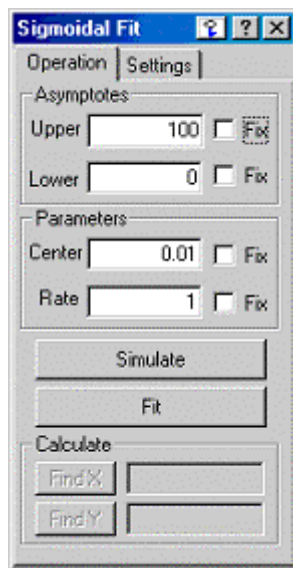 Sigmoidal Fit ?
Operation Settings
Asymptotes
Upper 100 Fix
Lower 0 Fix
Parameters
Center 0.01 Fix
Rate 1 Fix
Simulate
Fit
Calculate
Find X
Find Y